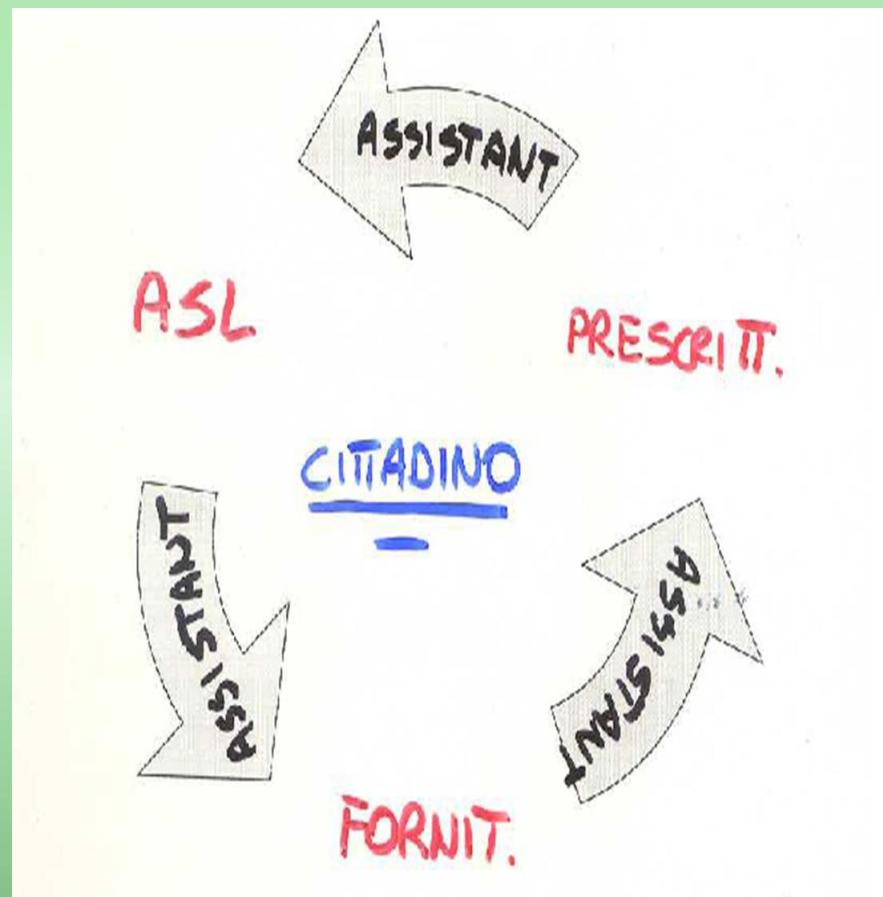 ASSISTANT
ASL
PRESCRITT.
CITTADINO
ASSISTANT
ASSISTANT
FORNIT.